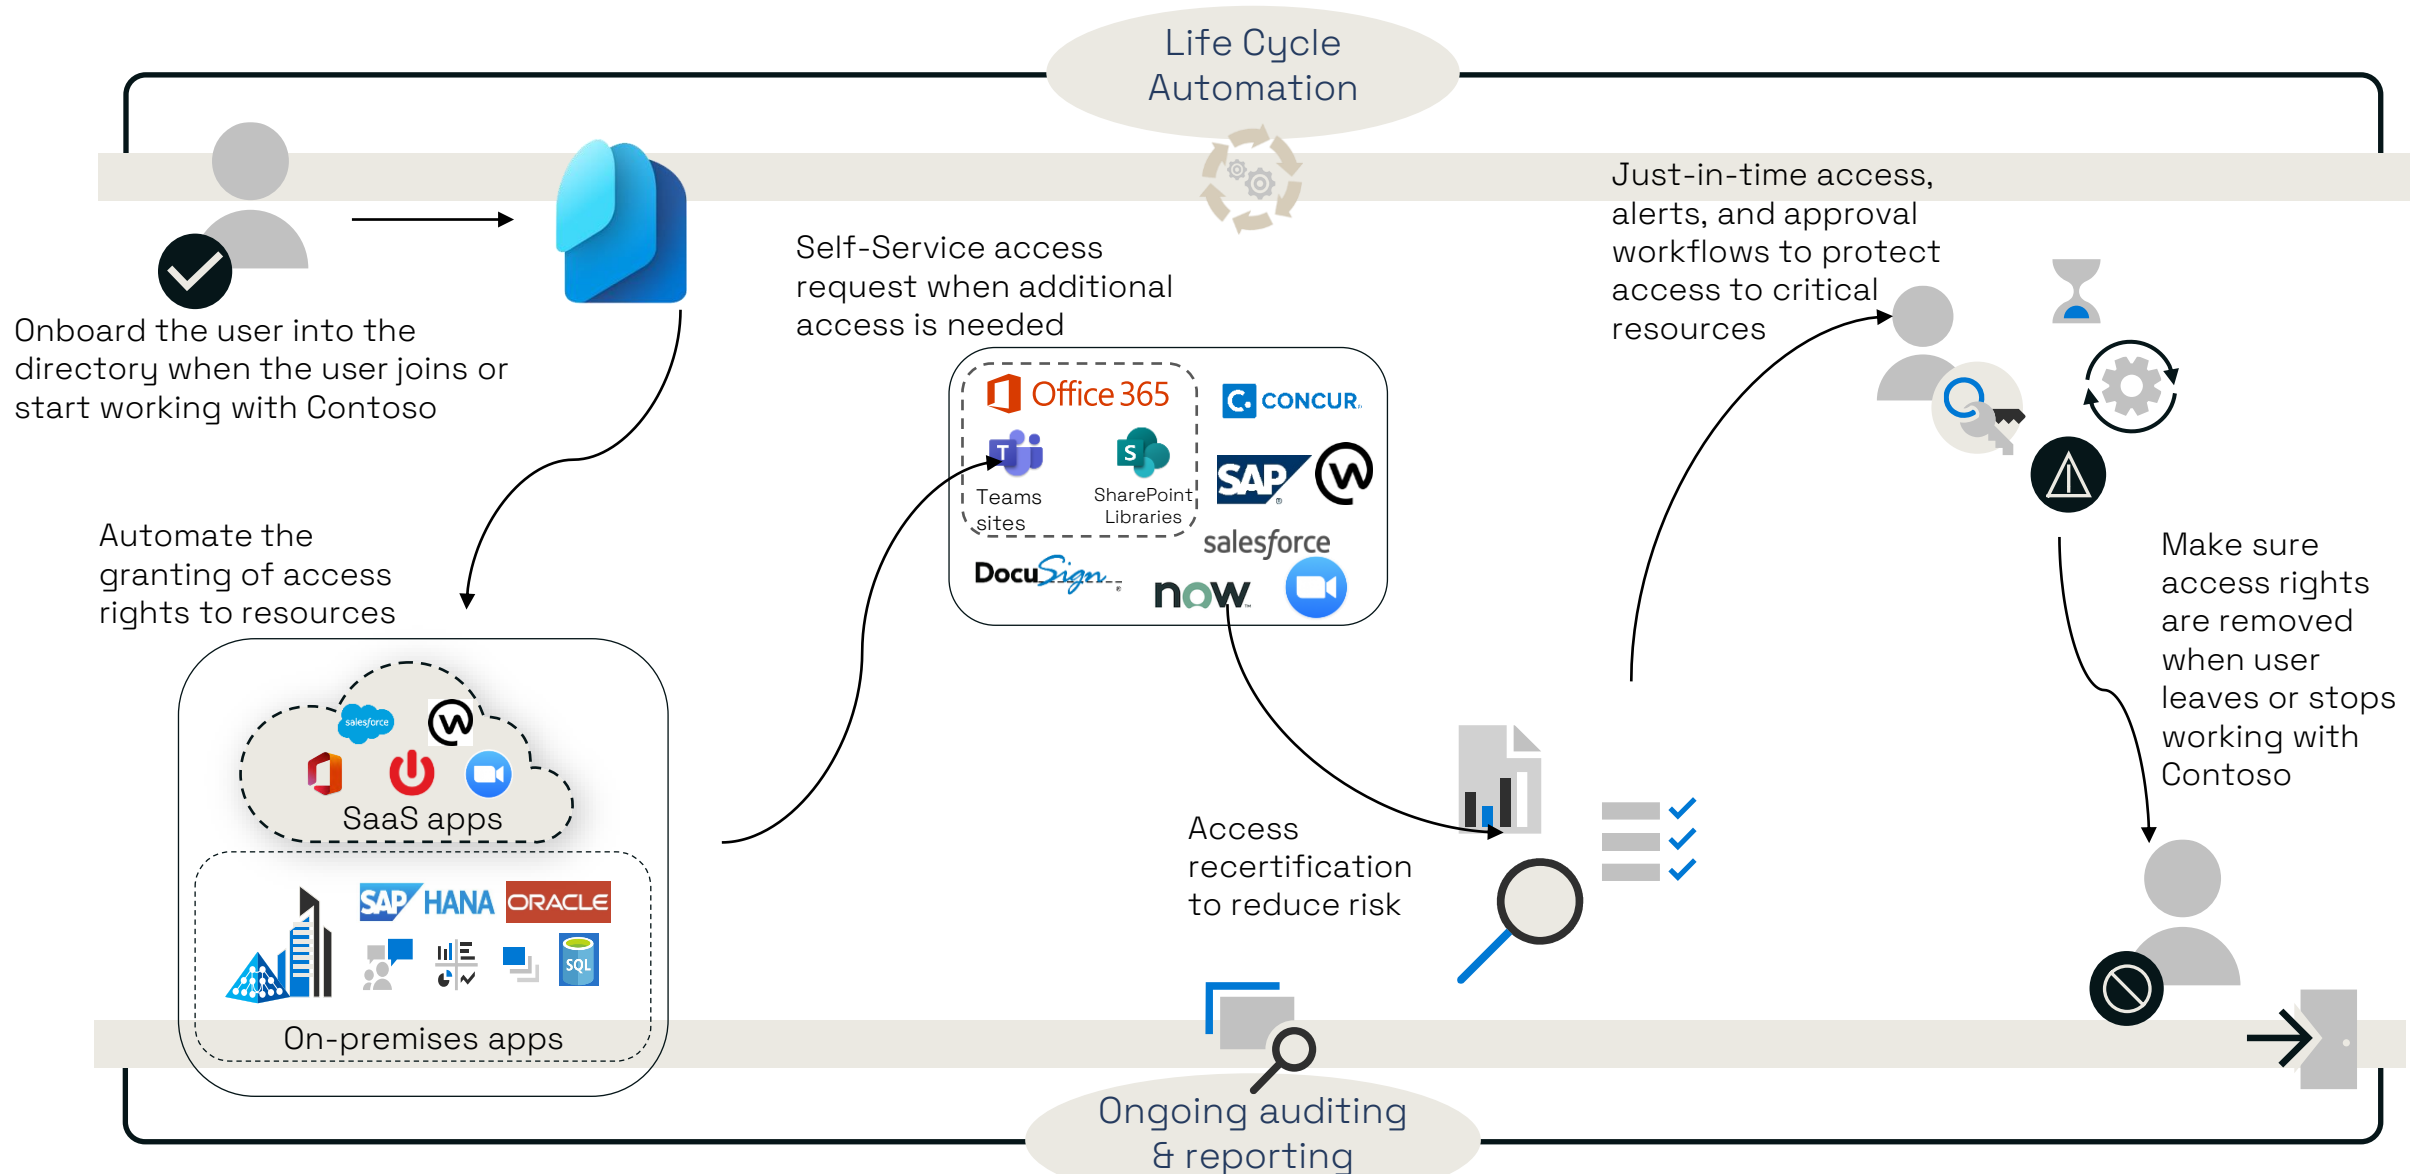 Life Cycle
Automation
Onboard the user into the
directory when the user joins or
start working with Contoso
Automate the
granting of access
rights to resources
salesforce
SaaS apps
SAP HANA
ORACLE
SQL
On-premises apps
Self-Service access
request when additional
access is needed
Office 365
T
Teams
sites
S
SharePoint
Libraries
C. CONCUR
SAP
W
salesforce
DocuSign
now
Access
recertification
to reduce risk
Just-in-time access,
alerts, and approval
workflows to protect
access to critical
resources
Make sure
access rights
are removed
when user
leaves or stops
working with
Contoso
Ongoing auditing
& reporting